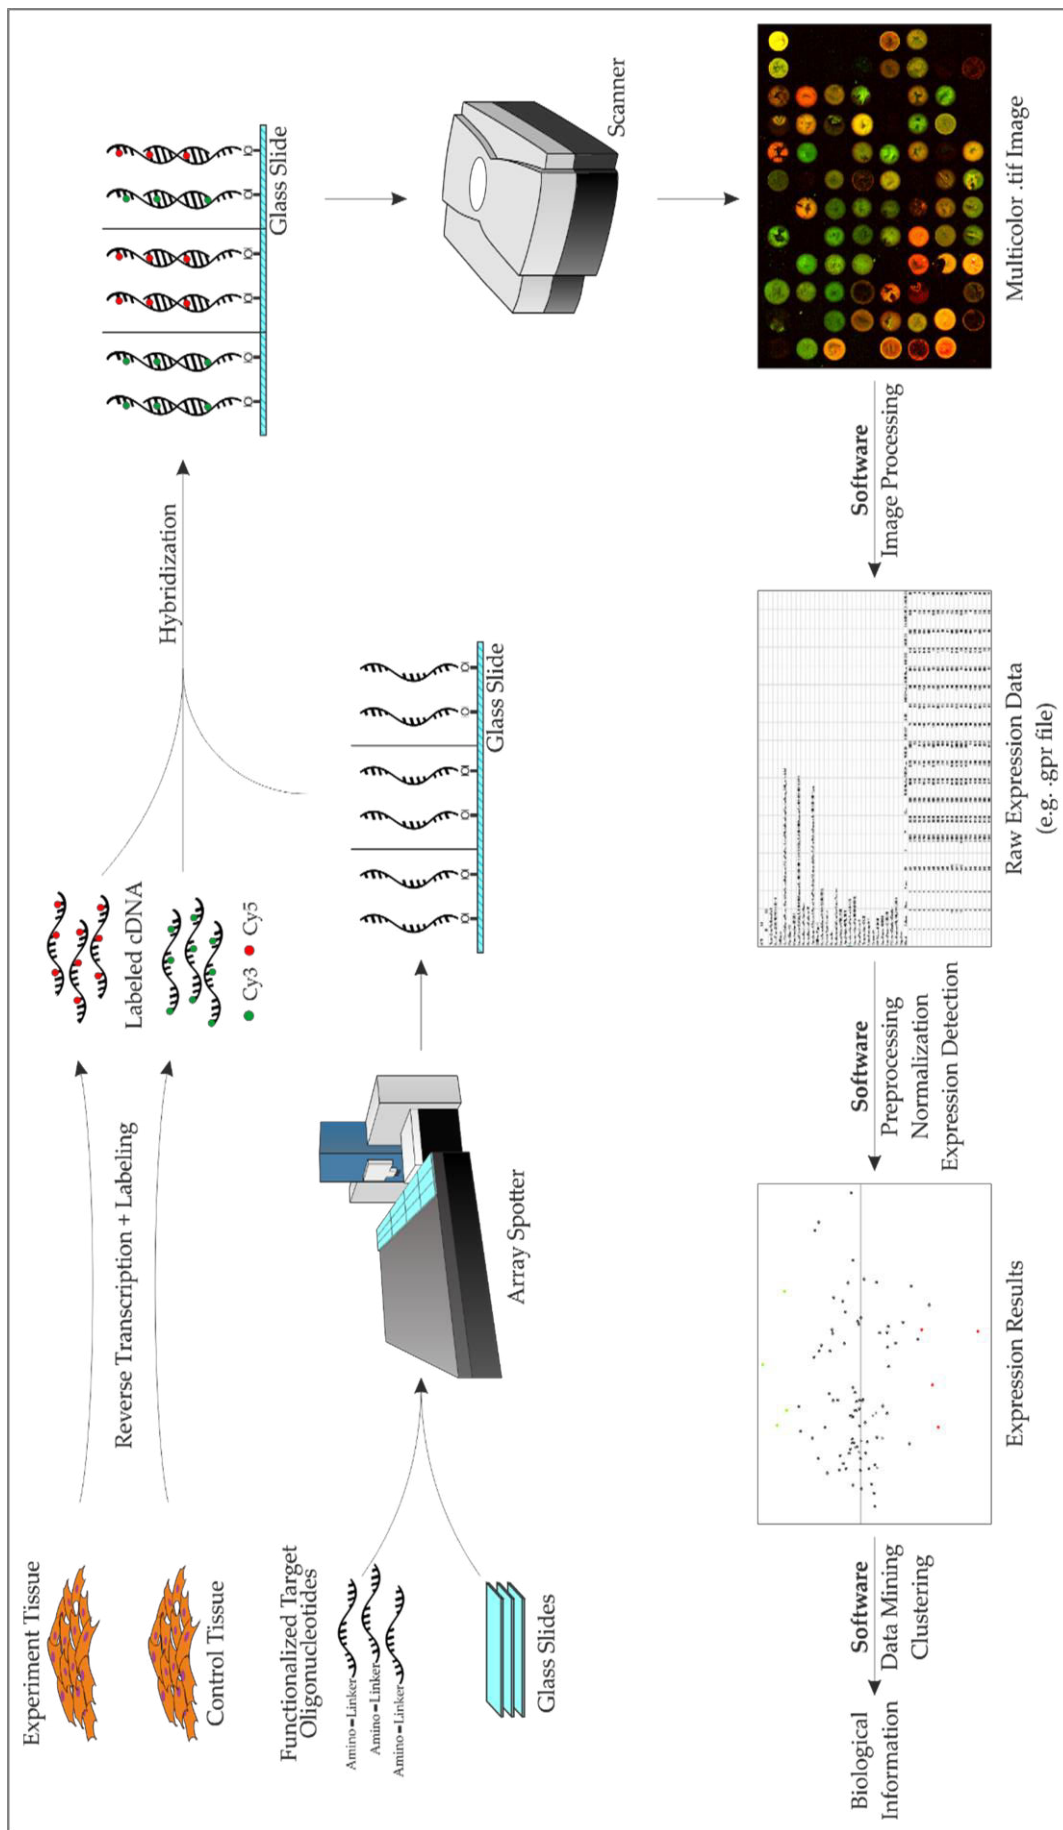 Experiment Tissue
Control Tissue
Reverse Transcription + Labeling
Labeled cDNA
Cy3
Cy5
Hybridization
Glass Slide
Functionalized Target
Oligonucleotides
Amino-Linker
Amino-Linker
Amino-Linker
Glass Slides
Array Spotter
Glass Slide
Scanner
Multicolor .tif Image
Software
Image Processing
Raw Expression Data
(e.g. .gpr file)
Software
Preprocessing
Normalization
Expression Detection
Expression Results
Software
Data Mining
Clustering
Biological
Information